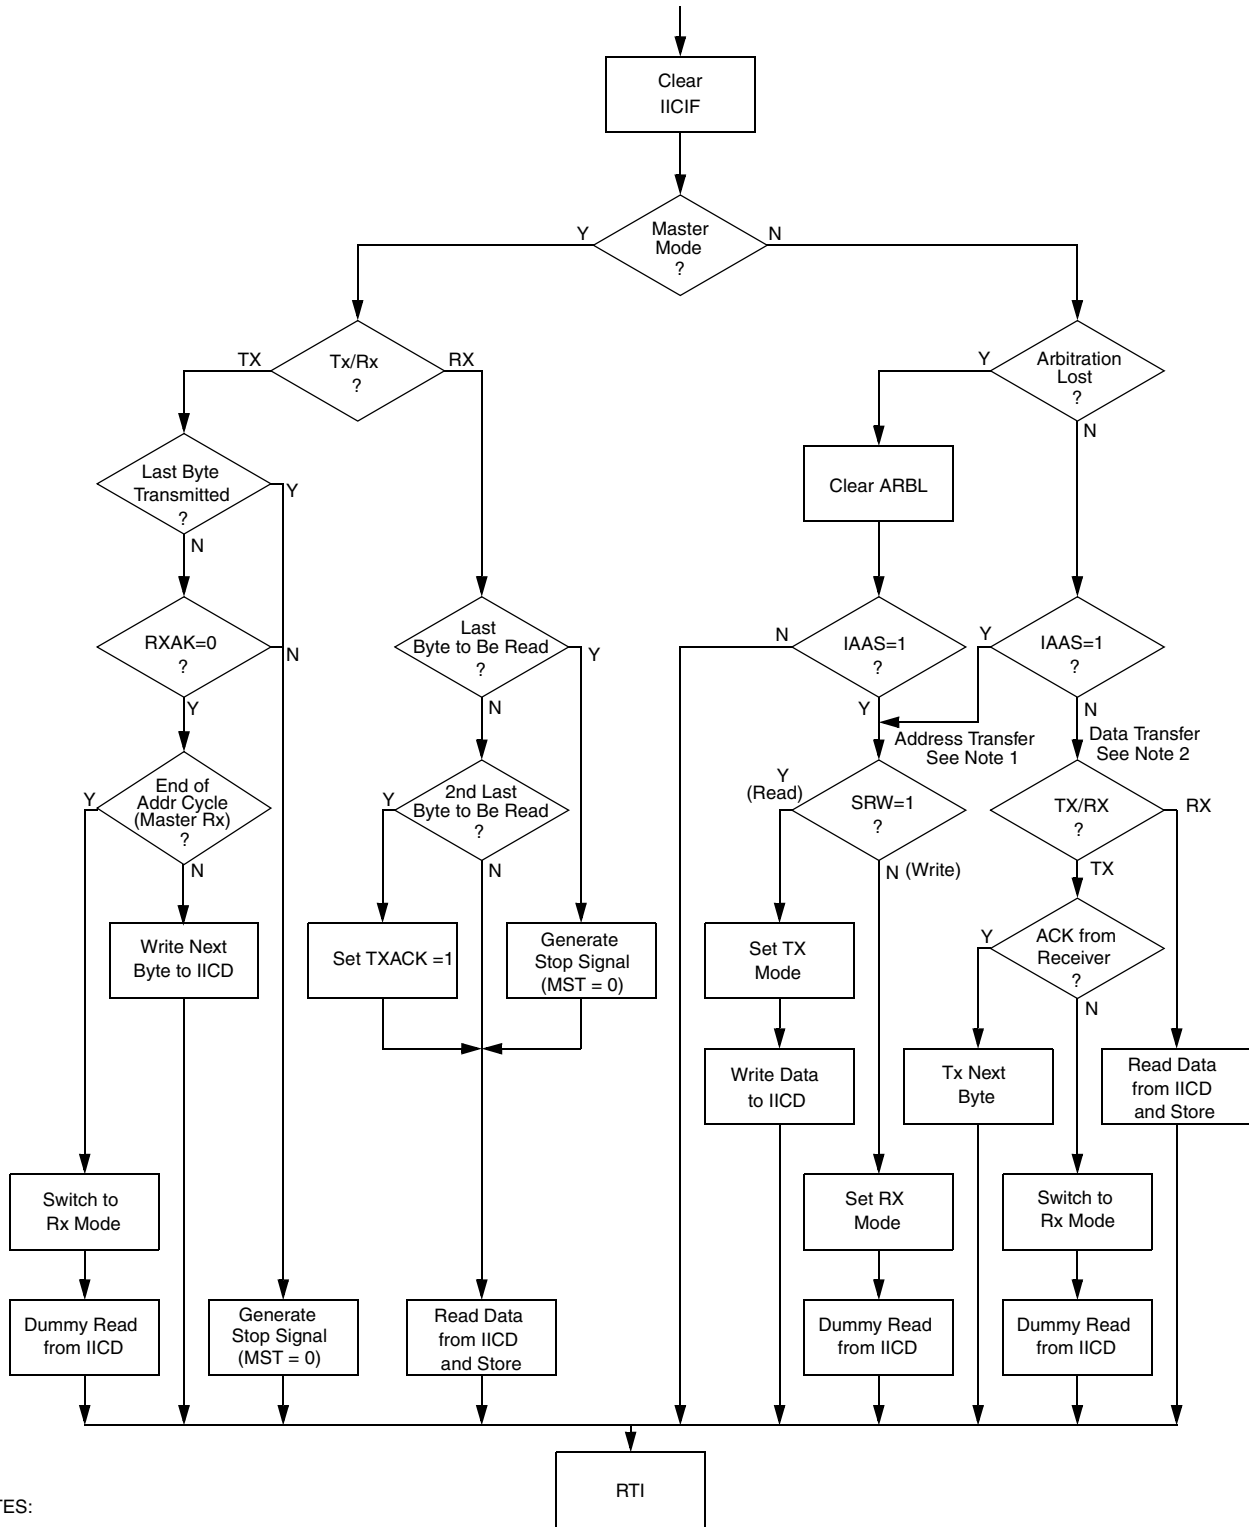 Clear
IICIF
Master
Mode
?
Y
N
Tx/Rx
?
TX
RX
Arbitration
Lost
?
Y
N
Last Byte
Transmitted
?
Y
N
Clear ARBL
RXAK=0
?
N
Y
Last
Byte to Be Read
?
Y
N
IAAS=1
?
N
Y
IAAS=1
?
Y
N
Address Transfer
See Note 1
Data Transfer
See Note 2
End of
Addr Cycle
(Master Rx)
?
Y
N
2nd Last
Byte to Be Read
?
Y
N
Y
(Read)
SRW=1
?
N (Write)
TX/RX
?
RX
TX
Write Next
Byte to IICD
Set TXACK =1
Generate
Stop Signal
(MST = 0)
Set TX
Mode
ACK from
Receiver
?
Y
N
Write Data
to IICD
Tx Next
Byte
Read Data
from IICD
and Store
Switch to
Rx Mode
Set RX
Mode
Switch to
Rx Mode
Dummy Read
from IICD
Generate
Stop Signal
(MST = 0)
Read Data
from IICD
and Store
Dummy Read
from IICD
Dummy Read
from IICD
RTI
TES: